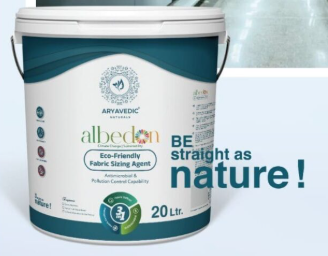 ARYAVEDIC
NATURALS
albedon
Eco-Friendly
Fabric Sizing Agent
Antimicrobial &
Pollution Control Capability
BE
straight as
nature !
nature !
20 Ltr.